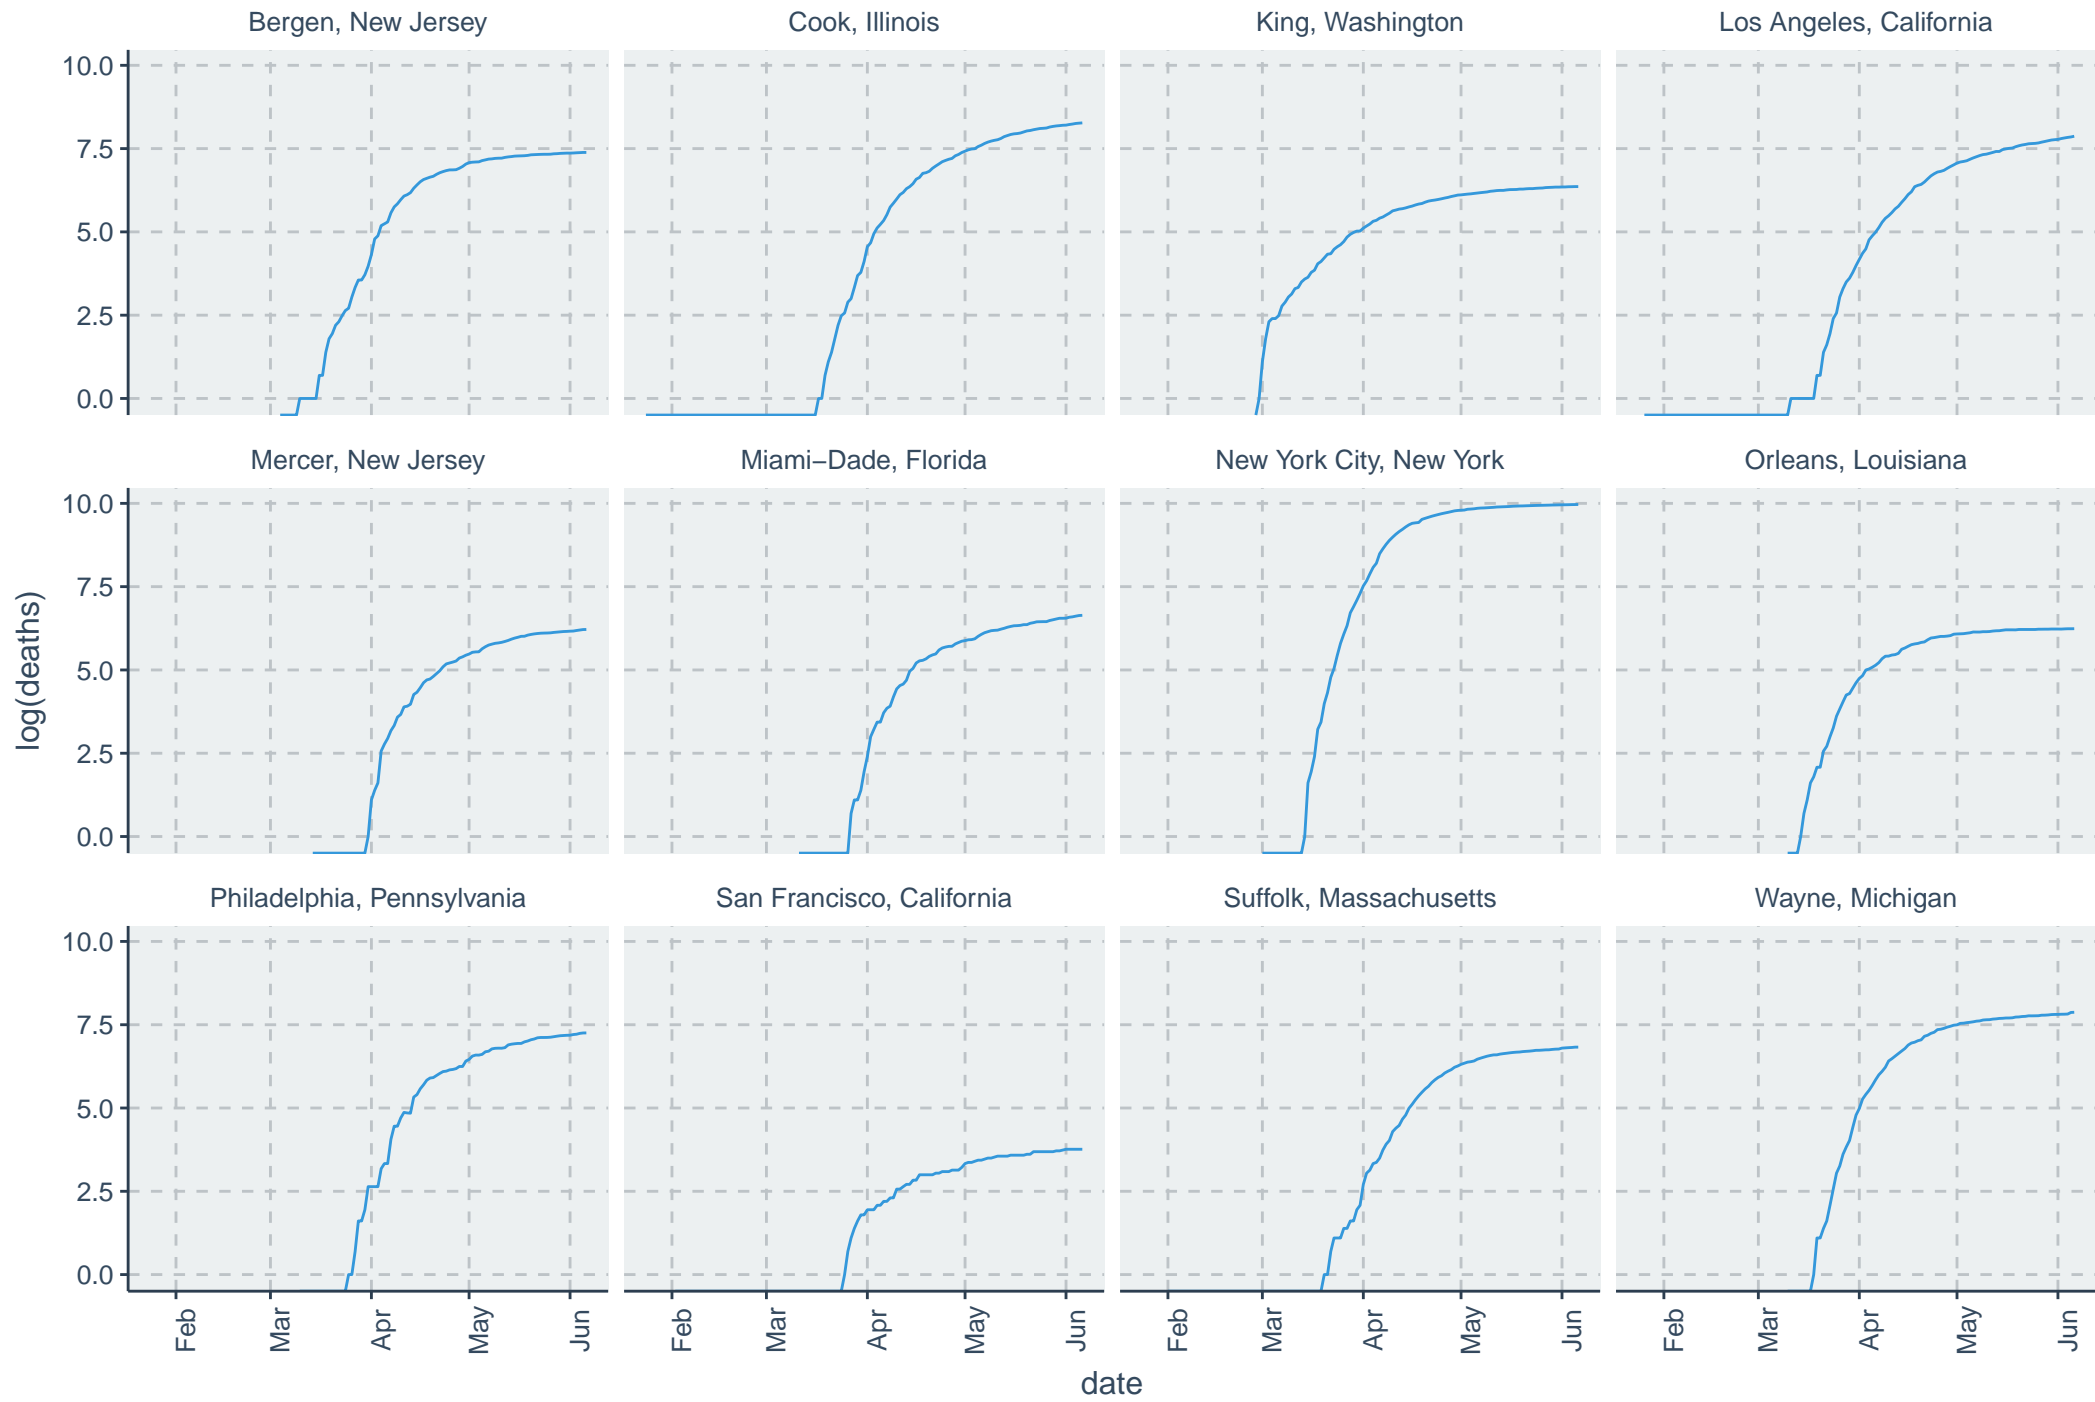 Bergen, New Jersey
Cook, Illinois
King, Washington
Los Angeles, California
10.0
7.5
5.0
2.5
0.0
Mercer, New Jersey
Miami−Dade, Florida
New York City, New York
Orleans, Louisiana
10.0
7.5
5.0
2.5
0.0
log(deaths)
Philadelphia, Pennsylvania
San Francisco, California
Suffolk, Massachusetts
Wayne, Michigan
10.0
7.5
5.0
2.5
0.0
Feb Mar Apr May Jun
Feb Mar Apr May Jun
Feb Mar Apr May Jun
Feb Mar Apr May Jun
date